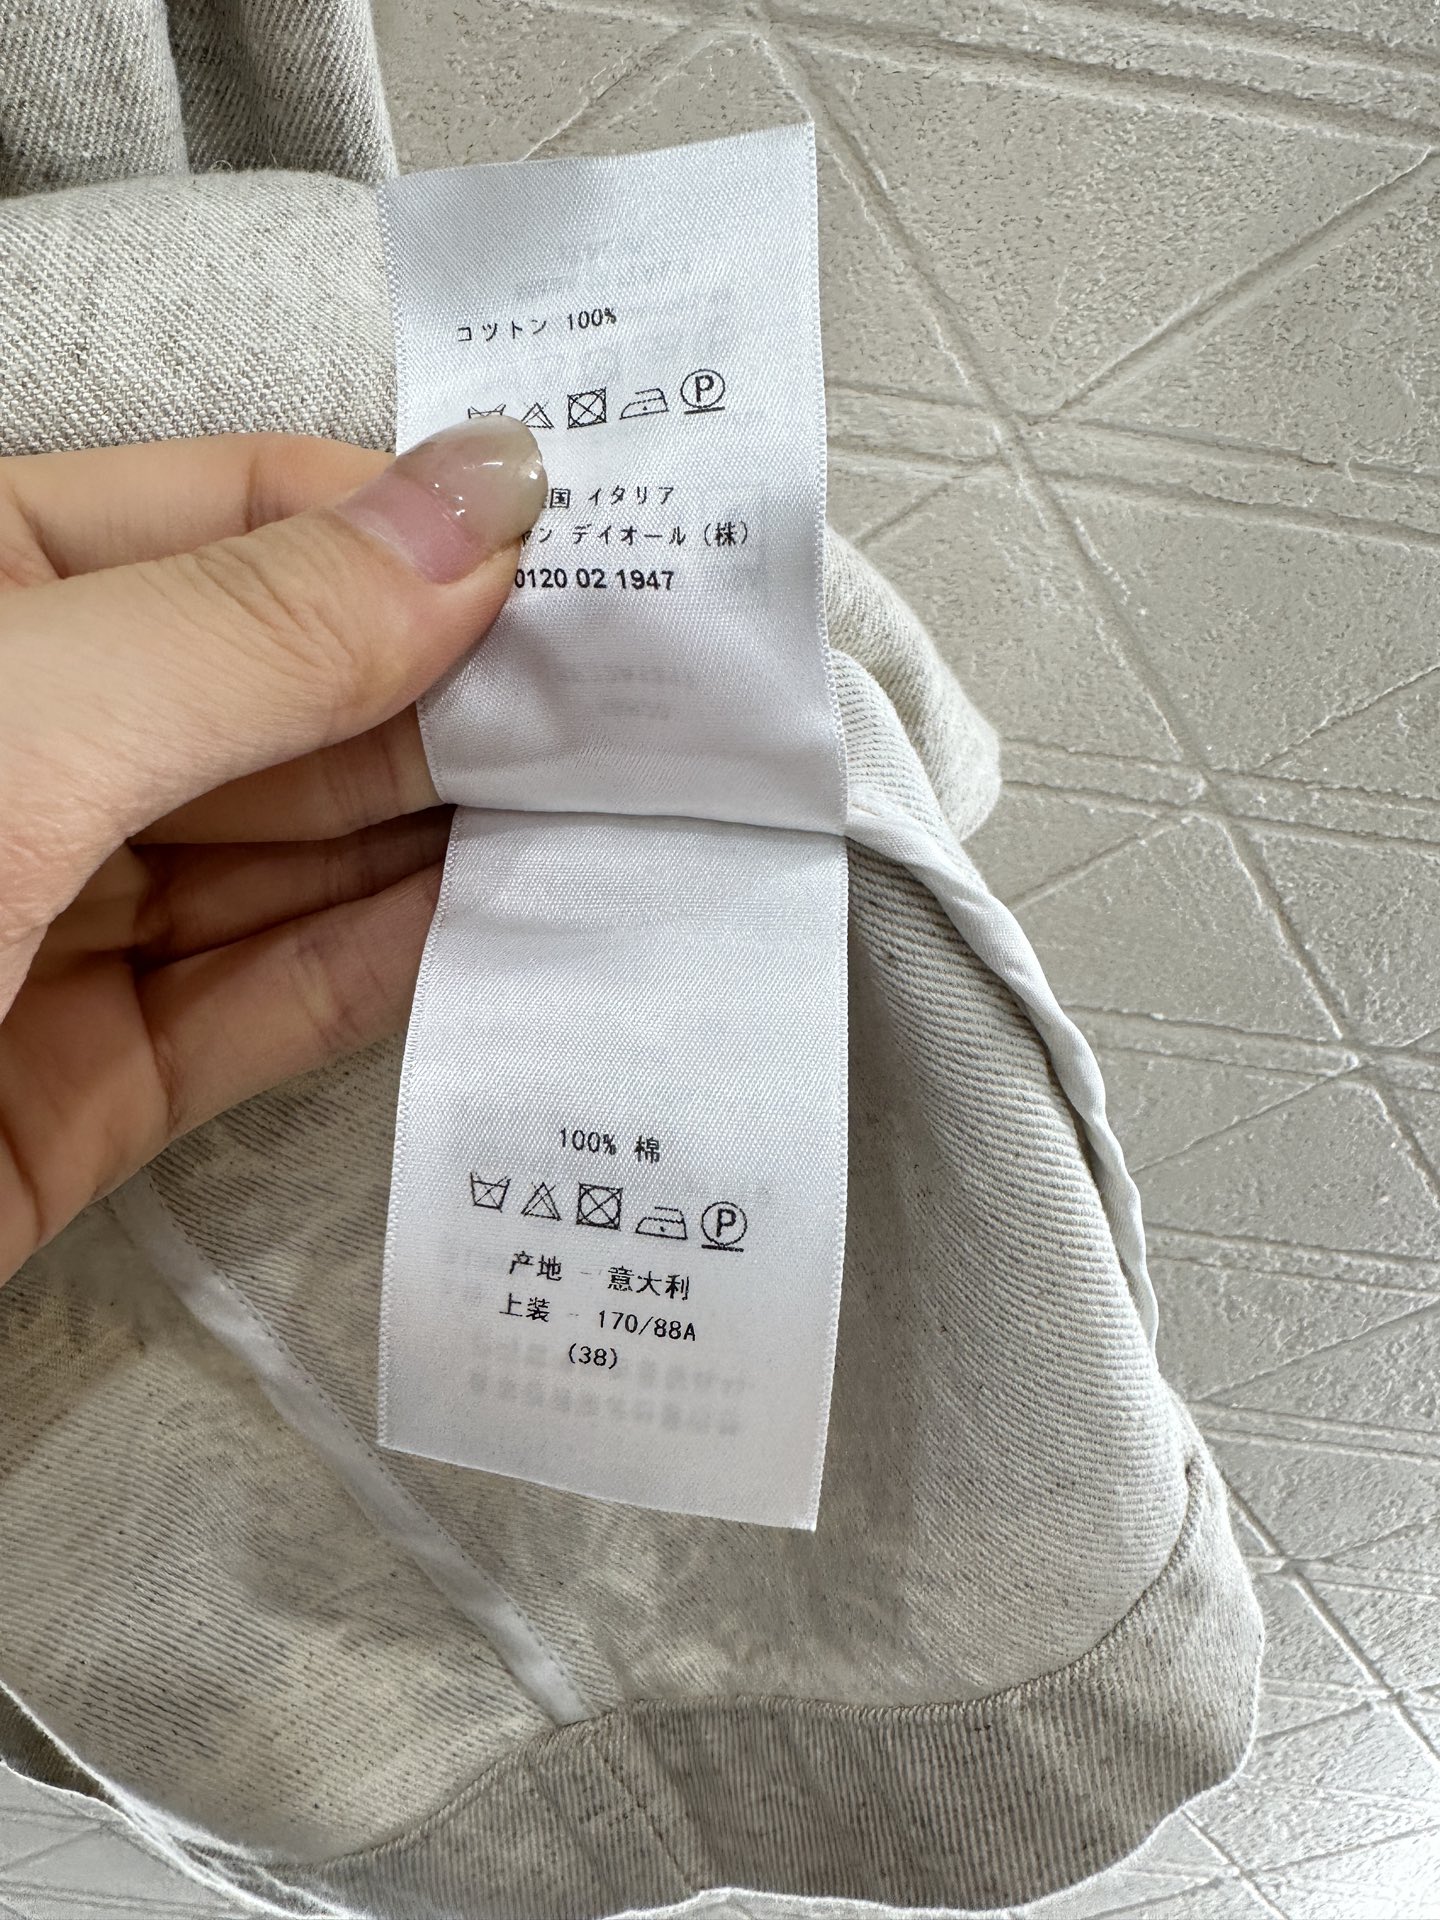 コットン 100%
国 イタリア
ャン ディオール (株)
0120 02 1947
100% 棉
产地 - 意大利
上装 - 170/88A
(38)